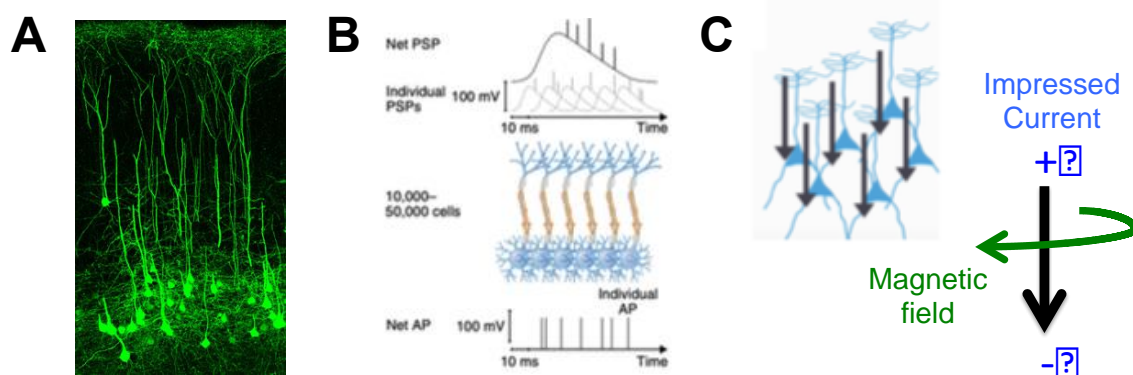 A
B
C
Net PSP
Individual
PSPs
100 mV
10 ms
Time
10,000–
50,000 cells
Individual
AP
Net AP
100 mV
10 ms
Time
Impressed
Current
+⍰
Magnetic
field
-⍰